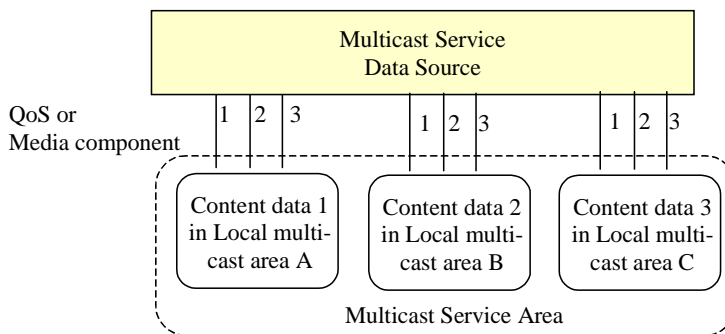 Multicast Service
Data Source
QoS or
Media component
1 2 3
1 2 3
1 2 3
Content data 1
in Local multi-
cast area A
Content data 2
in Local multi-
cast area B
Content data 3
in Local multi-
cast area C
Multicast Service Area